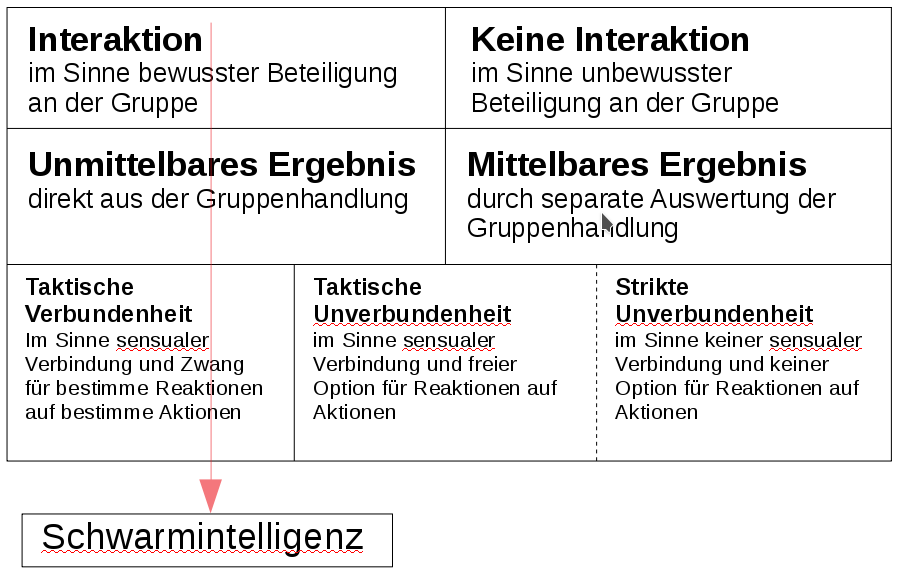 Interaktion
im Sinne bewusster Beteiligung
an der Gruppe
Keine Interaktion
im Sinne unbewusster
Beteiligung an der Gruppe
Unmittelbares Ergebnis
direkt aus der Gruppenhandlung
Mittelbares Ergebnis
durch separate Auswertung der
Gruppenhandlung
Taktische
Verbundenheit
Im Sinne sensualer
Verbindung und Zwang
für bestimme Reaktionen
auf bestimme Aktionen
Taktische
Unverbundenheit
im Sinne sensualer
Verbindung und freier
Option für Reaktionen auf
Aktionen
Strikte
Unverbundenheit
im Sinne keiner sensualer
Verbindung und keiner
Option für Reaktionen auf
Aktionen
Schwarmintelligenz